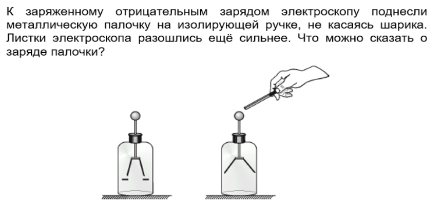 К заряженному отрицательным зарядом электроскопу поднесли
металлическую палочку на изолирующей ручке, не касаясь шарика.
Листки электроскопа разошлись ещё сильнее. Что можно сказать о
заряде палочки?